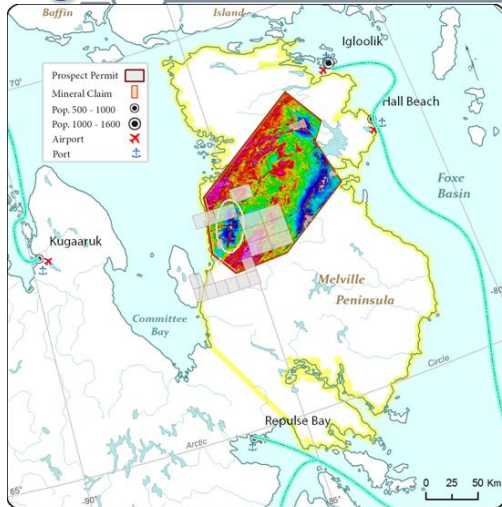 Baffin
Island
Igloolik
70°
Prospect Permit
Mineral Claim
Pop. 500 - 1000
Pop. 1000 - 1600
Airport
Port
Hall Beach
Foxe
Basin
Kugaaruk
-80°
Melville
Peninsula
Committee
Bay
Circle
Repulse Bay
Arctic
65°
-90°
-85°
0 25 50 Km